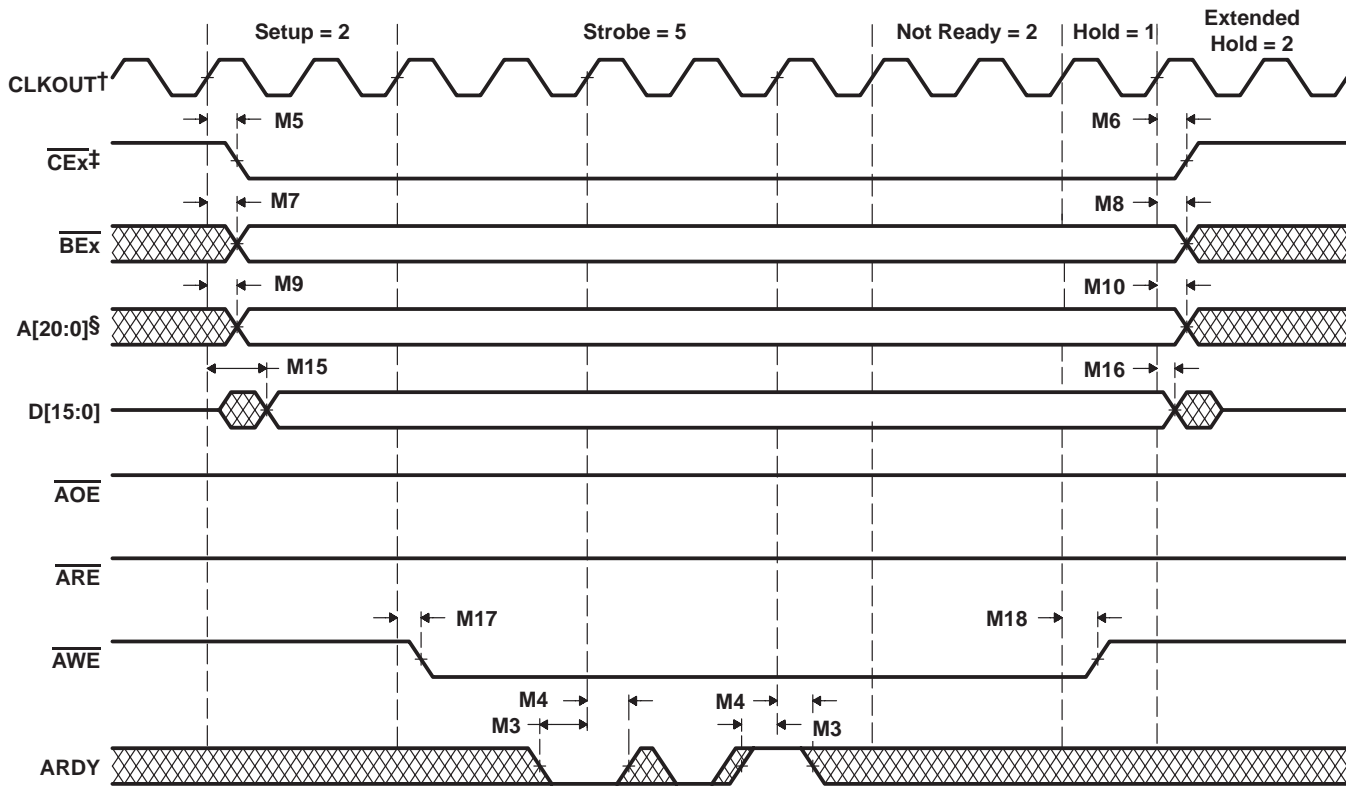 Setup = 2
Strobe = 5
Not Ready = 2
Hold = 1
Extended
Hold = 2
CLKOUT†
M5
M6
CEx‡
M7
M8
BEx
M9
M10
A[20:0]§
M15
M16
D[15:0]
AOE
ARE
M17
M18
AWE
M4
M4
M3
M3
ARDY